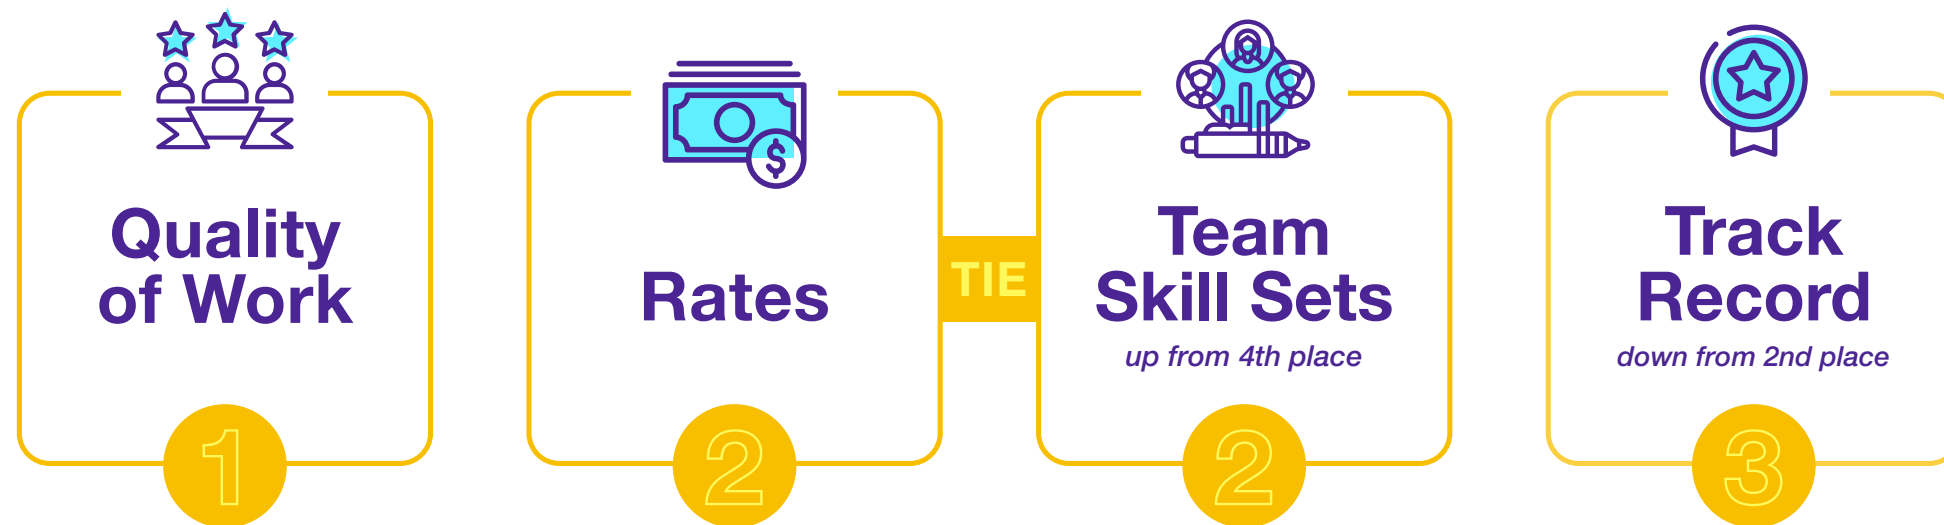 Quality
of Work
1
Rates
2
TIE
Team
Skill Sets
up from 4th place
2
Track
Record
down from 2nd place
3